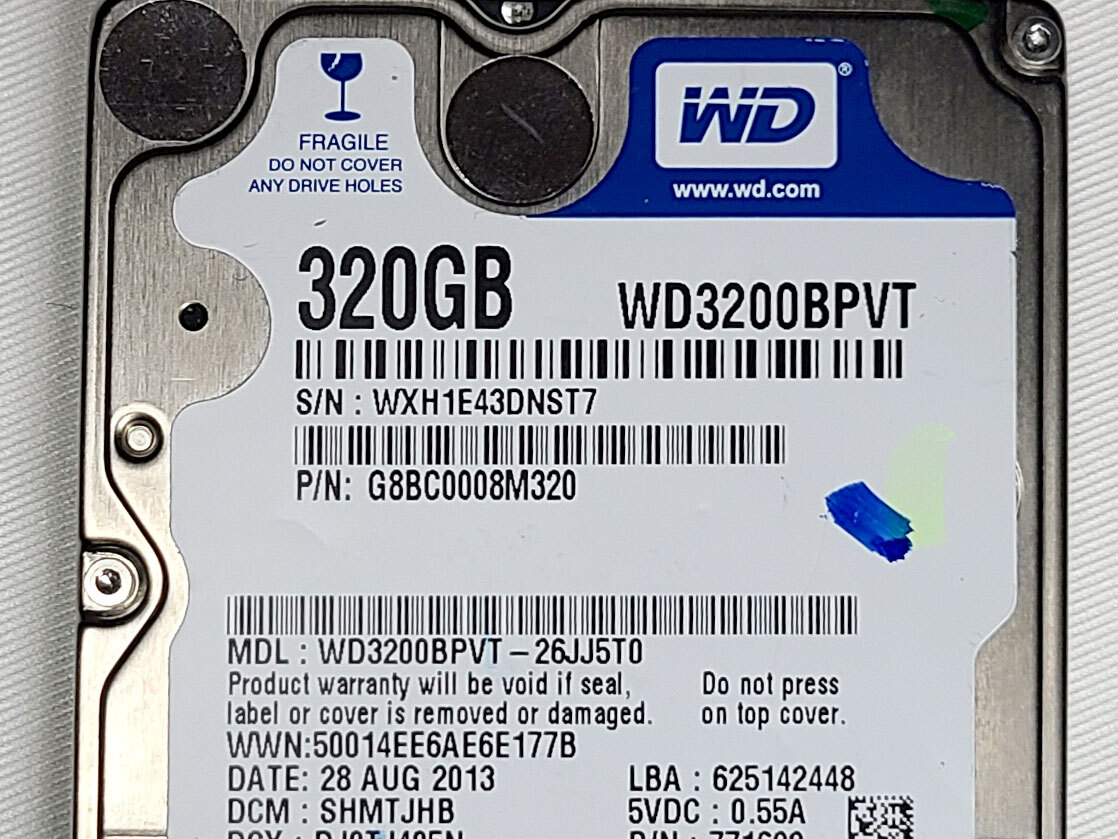 FRAGILE
DO NOT COVER
ANY DRIVE HOLES
WD®
www.wd.com
320GB WD3200BPVT
S/N : WXH1E43DNST7
P/N: G8BC0008M320
MDL : WD3200BPVT – 26JJ5T0
Product warranty will be void if seal, Do not press
label or cover is removed or damaged. on top cover.
WWN:50014EE6AE6E177B
DATE: 28 AUG 2013 LBA : 625142448
DCM : SHMTJHB 5VDC : 0.55A